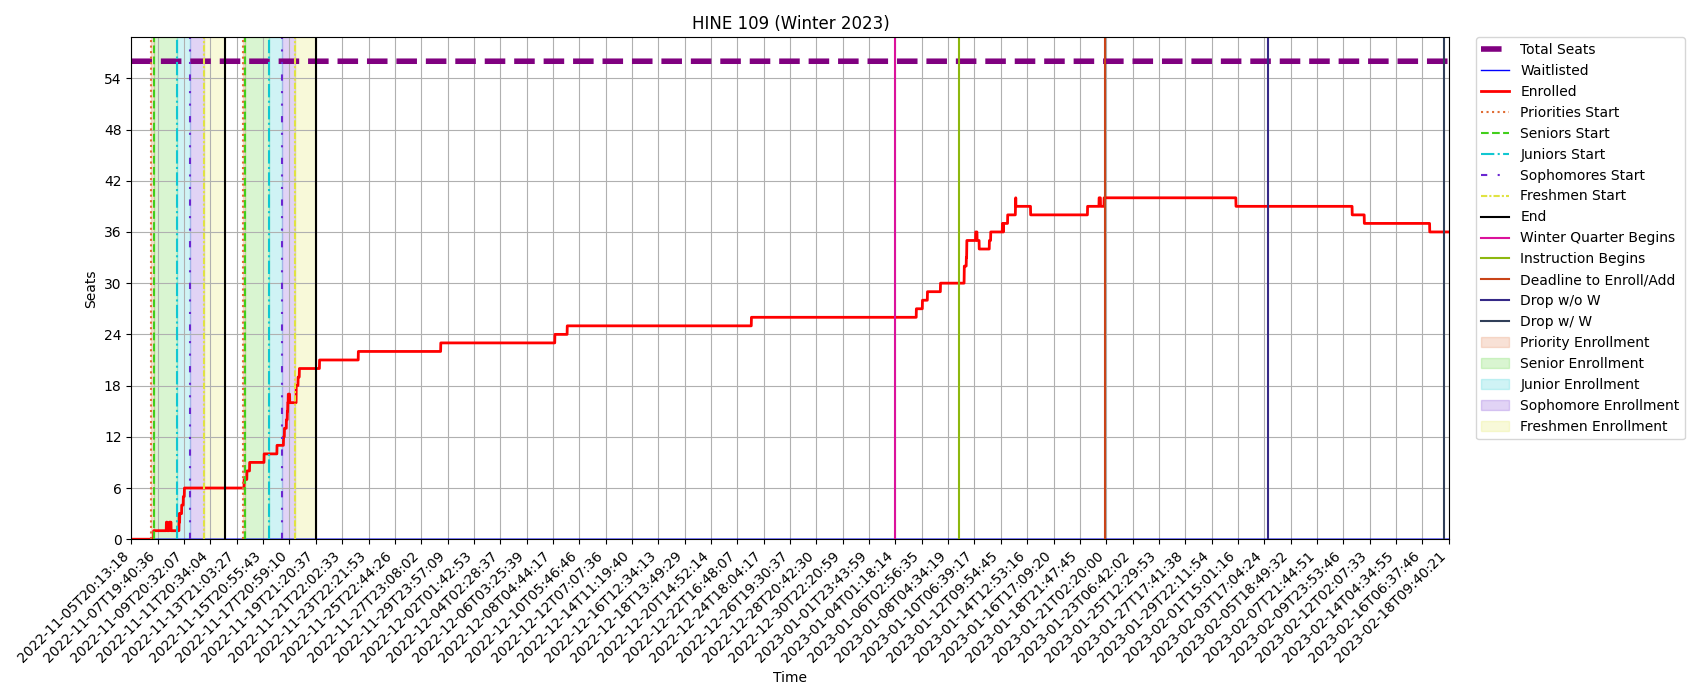 HINE 109 (Winter 2023)
Seats
54
48
42
36
30
24
18
12
6
0
2022-11-05T20:13:18
2022-11-07T19:40:36
2022-11-09T20:32:07
2022-11-11T20:34:04
2022-11-13T21:03:27
2022-11-15T20:55:43
2022-11-17T20:59:10
2022-11-19T21:20:37
2022-11-21T22:02:33
2022-11-23T22:21:53
2022-11-25T22:44:26
2022-11-27T23:08:02
2022-11-29T23:57:09
2022-12-02T01:42:53
2022-12-04T02:28:37
2022-12-06T03:25:39
2022-12-08T04:44:17
2022-12-10T05:46:46
2022-12-12T07:07:36
2022-12-14T11:19:40
2022-12-16T12:34:13
2022-12-18T13:49:29
2022-12-20T14:52:14
2022-12-22T16:48:07
2022-12-24T18:04:17
2022-12-26T19:30:37
2022-12-28T20:42:30
2022-12-30T22:20:59
2023-01-01T23:43:59
2023-01-04T01:18:14
2023-01-06T02:56:35
2023-01-08T04:34:19
2023-01-10T06:39:17
2023-01-12T09:54:45
2023-01-14T12:53:16
2023-01-16T17:09:20
2023-01-18T21:47:45
2023-01-21T02:20:00
2023-01-23T06:42:02
2023-01-25T12:29:53
2023-01-27T17:41:38
2023-01-29T22:11:54
2023-02-01T15:01:16
2023-02-03T17:04:24
2023-02-05T18:49:32
2023-02-07T21:44:51
2023-02-09T23:53:46
2023-02-12T02:07:33
2023-02-14T04:34:55
2023-02-16T06:37:46
2023-02-18T09:40:21
Time
Total Seats
Waitlisted
Enrolled
Priorities Start
Seniors Start
Juniors Start
Sophomores Start
Freshmen Start
End
Winter Quarter Begins
Instruction Begins
Deadline to Enroll/Add
Drop w/o W
Drop w/ W
Priority Enrollment
Senior Enrollment
Junior Enrollment
Sophomore Enrollment
Freshmen Enrollment